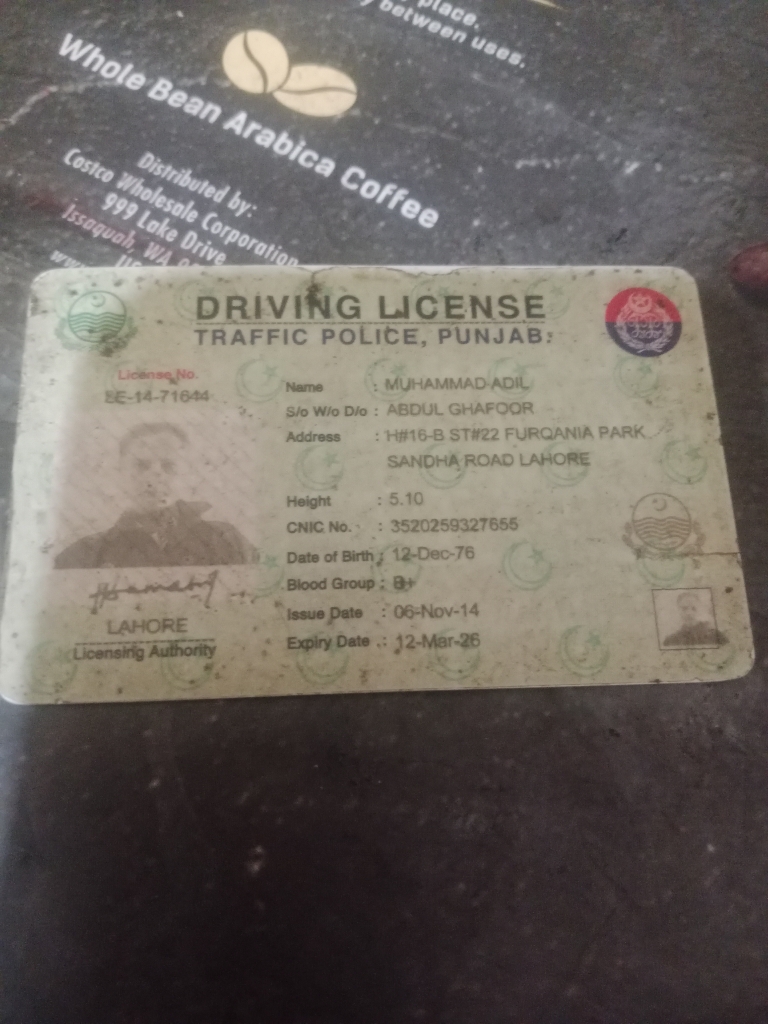 place.
between uses.
Whole Bean Arabica Coffee
Distributed by:
Costco Wholesale Corporation
999 Lake Drive
Issaquah, WA
DRIVING LICENSE
TRAFFIC POLICE, PUNJAB.
License No.
LE-14-71644
Name : MUHAMMAD ADIL
S/o W/o D/o : ABDUL GHAFOOR
Address : H#16-B ST#22 FURQANIA PARK
SANDHA ROAD LAHORE
Height : 5.10
CNIC No. : 3520259327655
Date of Birth : 12-Dec-76
Blood Group : B+
Issue Date : 06-Nov-14
Expiry Date : 12-Mar-26
LAHORE
Licensing Authority